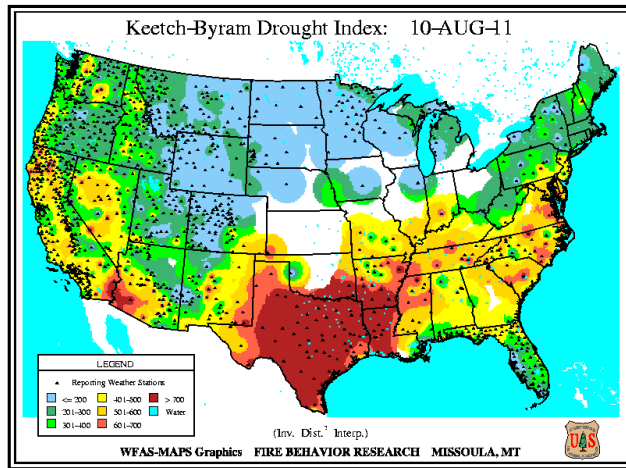 Keetch-Byram Drought Index: 10-AUG-11
LEGEND
Reporting Weather Stations
<= 200
401-500
> 700
201-300
501-600
Water
301-400
601-700
(Inv. Dist.² Interp.)
WFAS-MAPS Graphics FIRE BEHAVIOR RESEARCH MISSOULA, MT
U S